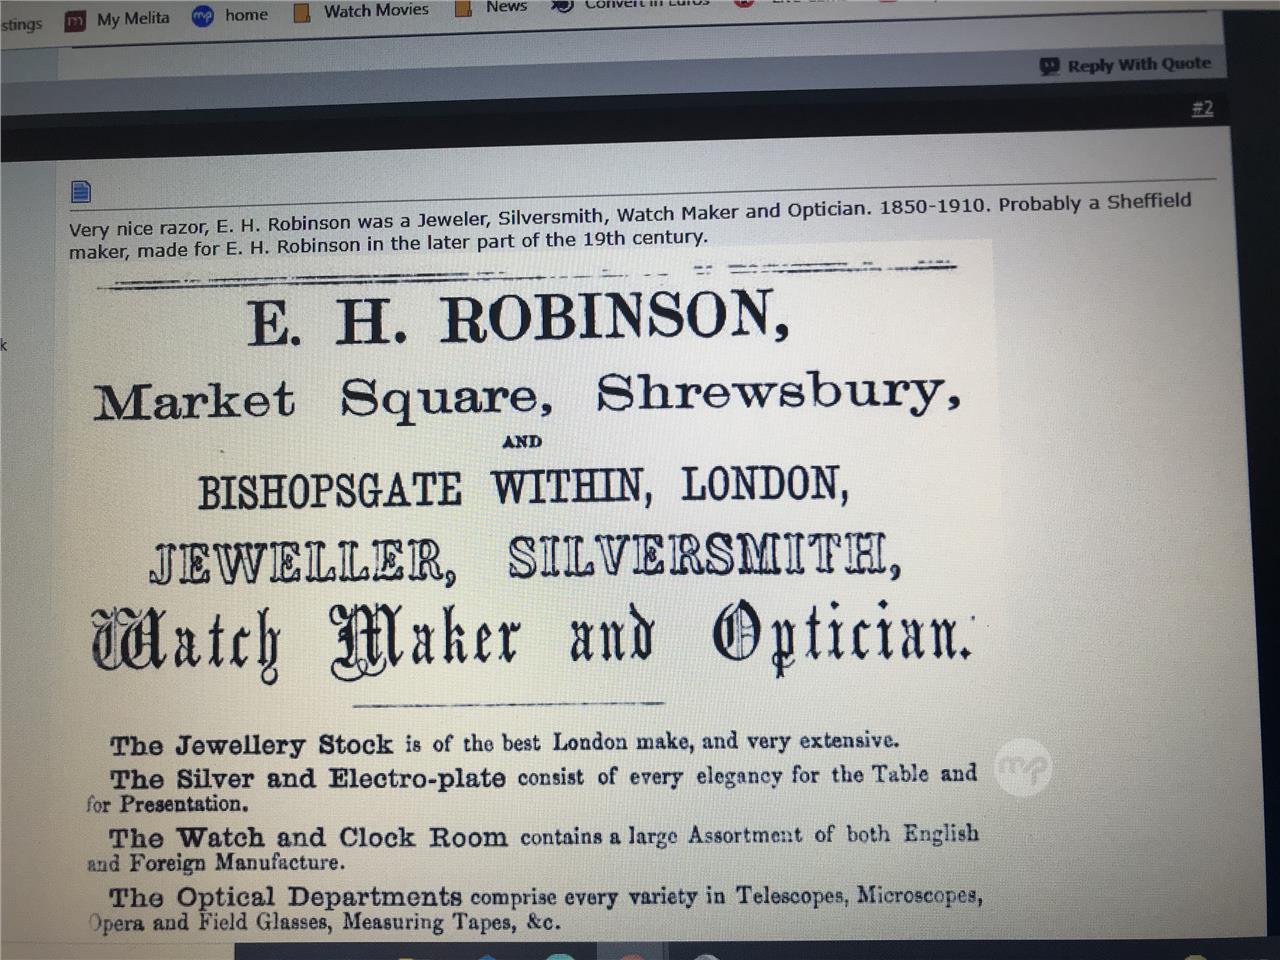 stings My Melita home Watch Movies News
Reply With Quote
#2
Very nice razor, E. H. Robinson was a Jeweler, Silversmith, Watch Maker and Optician. 1850-1910. Probably a Sheffield
maker, made for E. H. Robinson in the later part of the 19th century.
E. H. ROBINSON,
Market Square, Shrewsbury,
AND
BISHOPSGATE WITHIN, LONDON,
JEWELLER, SILVERSMITH,
Watch Maker and Optician.
The Jewellery Stock is of the best London make, and very extensive.
The Silver and Electro-plate consist of every elegancy for the Table and
for Presentation.
The Watch and Clock Room contains a large Assortment of both English
and Foreign Manufacture.
The Optical Departments comprise every variety in Telescopes, Microscopes,
Opera and Field Glasses, Measuring Tapes, &c.
mp